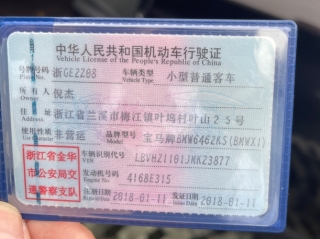 中华人民共和国机动车行驶证
Vehicle License of the People's Republic of China
号牌号码 浙GEZZ08 车辆类型 小型普通客车
Plate No. Vehicle Type
所有人 倪杰
Owner
住址 浙江省兰溪市梅江镇叶坞村叶山25号
Address
使用性质 非营运 品牌型号 宝马牌BMW6462KS(BMWX1)
Use Character Model
浙江省金华市公安局交通警察支队
车辆识别代号 LBVHZ1101JMK23877
VIN
发动机号码 4168E315
Engine No.
注册日期 2018-01-11 发证日期 2018-01-11
Register Date Issue Date